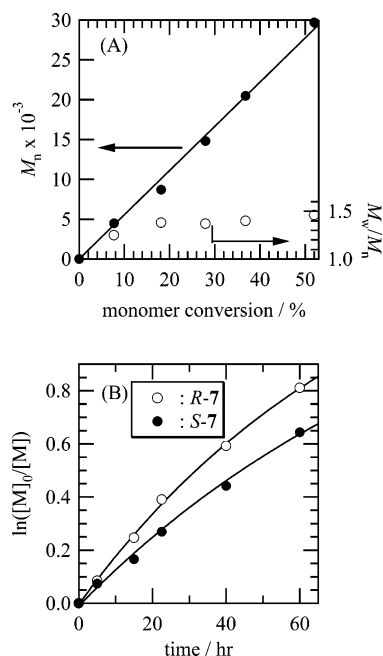 (A)
30
25
20
15
10
5
0
Mn x 10-3
1.5
1.0
Mw/Mn
0 10 20 30 40 50
monomer conversion / %
(B)
: R-7
: S-7
0.8
0.6
0.4
0.2
0.0
ln([M]0/[M])
0 20 40 60
time / hr